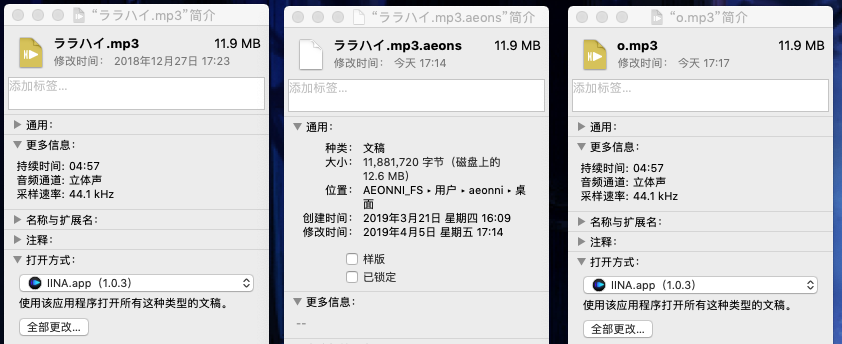 “ララハイ.mp3”简介
ララハイ.mp3 11.9 MB
修改时间： 2018年12月27日 17:23
添加标签...
通用：
更多信息：
持续时间: 04:57
音频通道: 立体声
采样速率: 44.1 kHz
名称与扩展名：
注释：
打开方式：
IINA.app（1.0.3）
使用该应用程序打开所有这种类型的文稿。
全部更改...
“ララハイ.mp3.aeons”简介
ララハイ.mp3.aeons 11.9 MB
修改时间： 今天 17:14
添加标签...
通用：
种类： 文稿
大小： 11,881,720 字节（磁盘上的
12.6 MB）
位置： AEONNI_FS ▸ 用户 ▸ aeonni ▸ 桌
面
创建时间： 2019年3月21日 星期四 16:09
修改时间： 2019年4月5日 星期五 17:14
样版
已锁定
更多信息：
--
“o.mp3”简介
o.mp3 11.9 MB
修改时间： 今天 17:17
添加标签...
通用：
更多信息：
持续时间: 04:57
音频通道: 立体声
采样速率: 44.1 kHz
名称与扩展名：
注释：
打开方式：
IINA.app（1.0.3）
使用该应用程序打开所有这种类型的文稿。
全部更改...